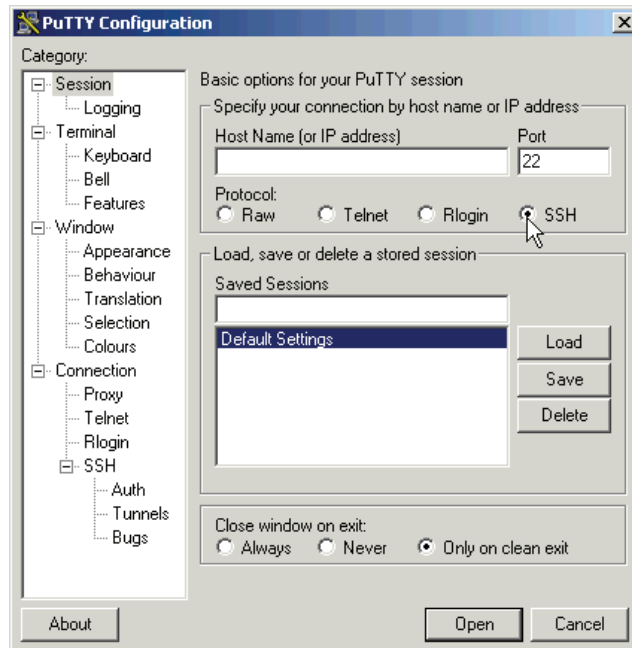 PuTTY Configuration
Category:
Session
Logging
Terminal
Keyboard
Bell
Features
Window
Appearance
Behaviour
Translation
Selection
Colours
Connection
Proxy
Telnet
Rlogin
SSH
Auth
Tunnels
Bugs
Basic options for your PuTTY session
Specify your connection by host name or IP address
Host Name (or IP address) Port
22
Protocol:
Raw Telnet Rlogin SSH
Load, save or delete a stored session
Saved Sessions
Default Settings
Load
Save
Delete
Close window on exit:
Always Never Only on clean exit
About Open Cancel